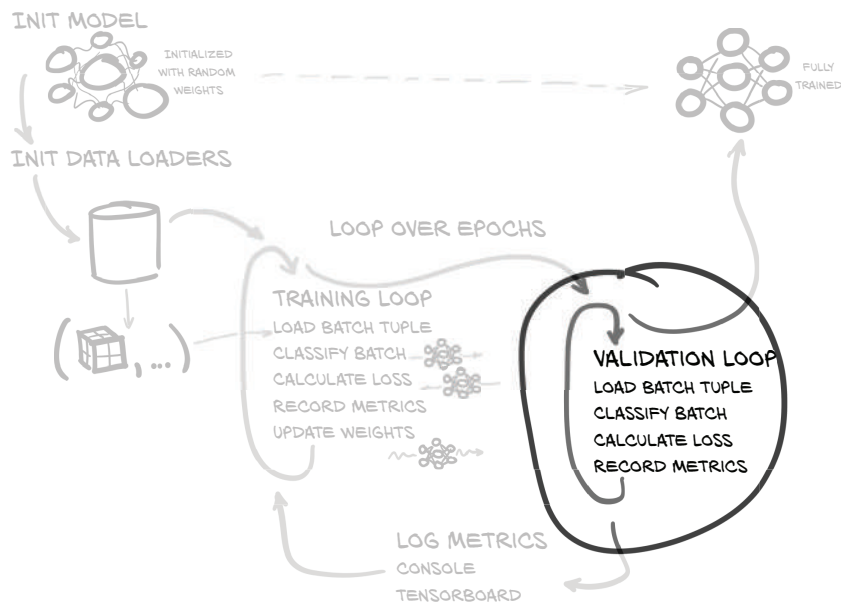 INIT MODEL
INITIALIZED
WITH RANDOM
WEIGHTS
FULLY
TRAINED
INIT DATA LOADERS
LOOP OVER EPOCHS
TRAINING LOOP
LOAD BATCH TUPLE
CLASSIFY BATCH
CALCULATE LOSS
RECORD METRICS
UPDATE WEIGHTS
( , ...)
VALIDATION LOOP
LOAD BATCH TUPLE
CLASSIFY BATCH
CALCULATE LOSS
RECORD METRICS
LOG METRICS
CONSOLE
TENSORBOARD